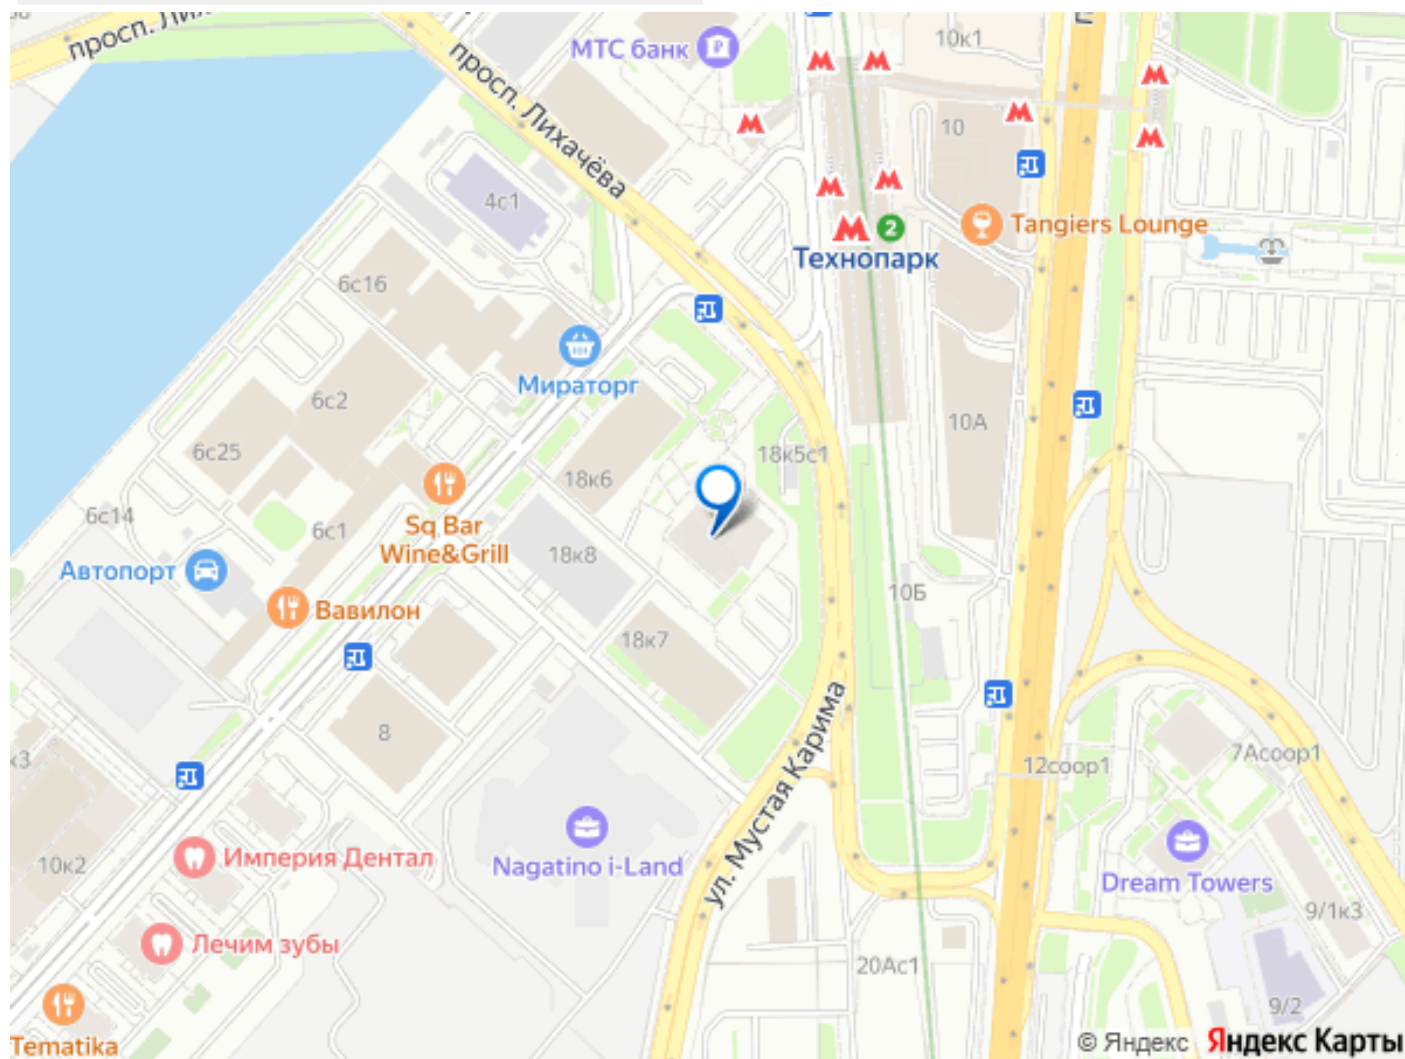 просп. Ли
просп. Лихачёва
МТС банк
10к1
10
4с1
Tangiers Lounge
2
Технопарк
6с16
Мираторг
6с2
6с25
10А
18к5с1
18к6
6с14
6с1
Sq Bar
Wine&Grill
18к8
Автопорт
Вавилон
10Б
18к7
8
ул. Мустая Карима
12соор1
7Асоор1
к3
10к2
Империя Дентал
Nagatino i-Land
Dream Towers
9/1к3
Лечим зубы
20Ас1
9/2
Tematika
© Яндекс Яндекс Карты